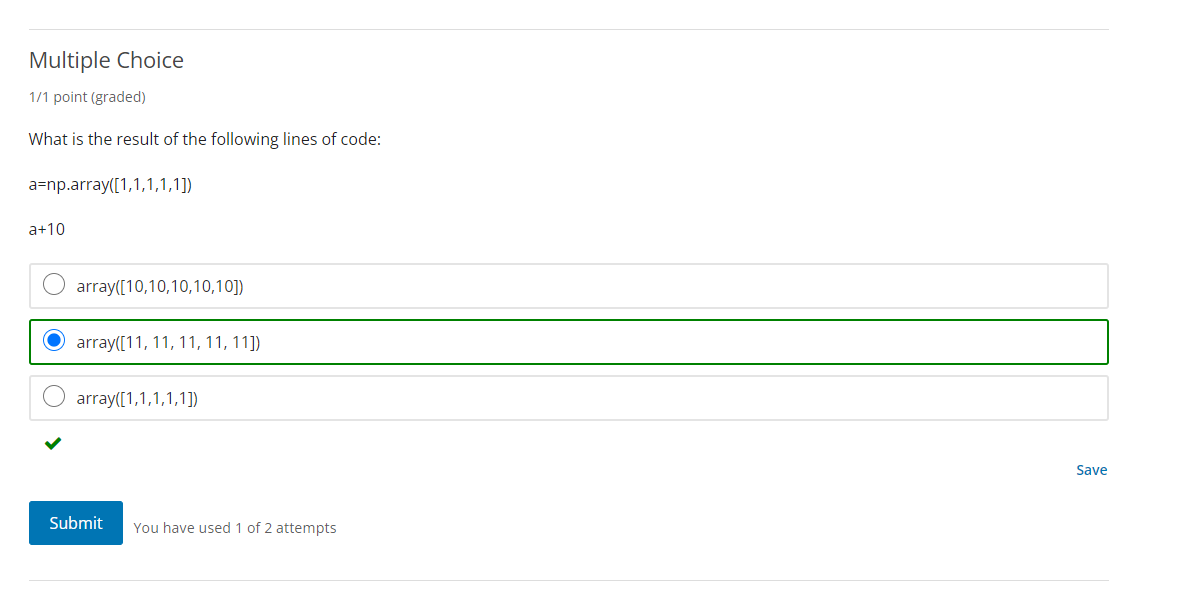 Multiple Choice
1/1 point (graded)
What is the result of the following lines of code:
a=np.array([1,1,1,1,1])
a+10
array([10,10,10,10,10])
array([11, 11, 11, 11, 11])
array([1,1,1,1,1])
Save
Submit
You have used 1 of 2 attempts